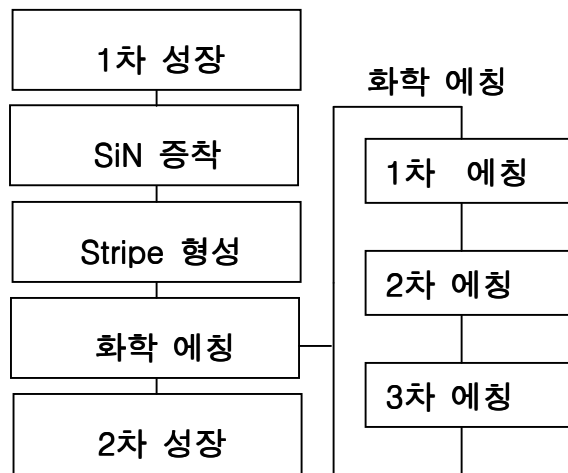 1차 성장
SiN 증착
Stripe 형성
화학 에칭
2차 성장
화학 에칭
1차 에칭
2차 에칭
3차 에칭